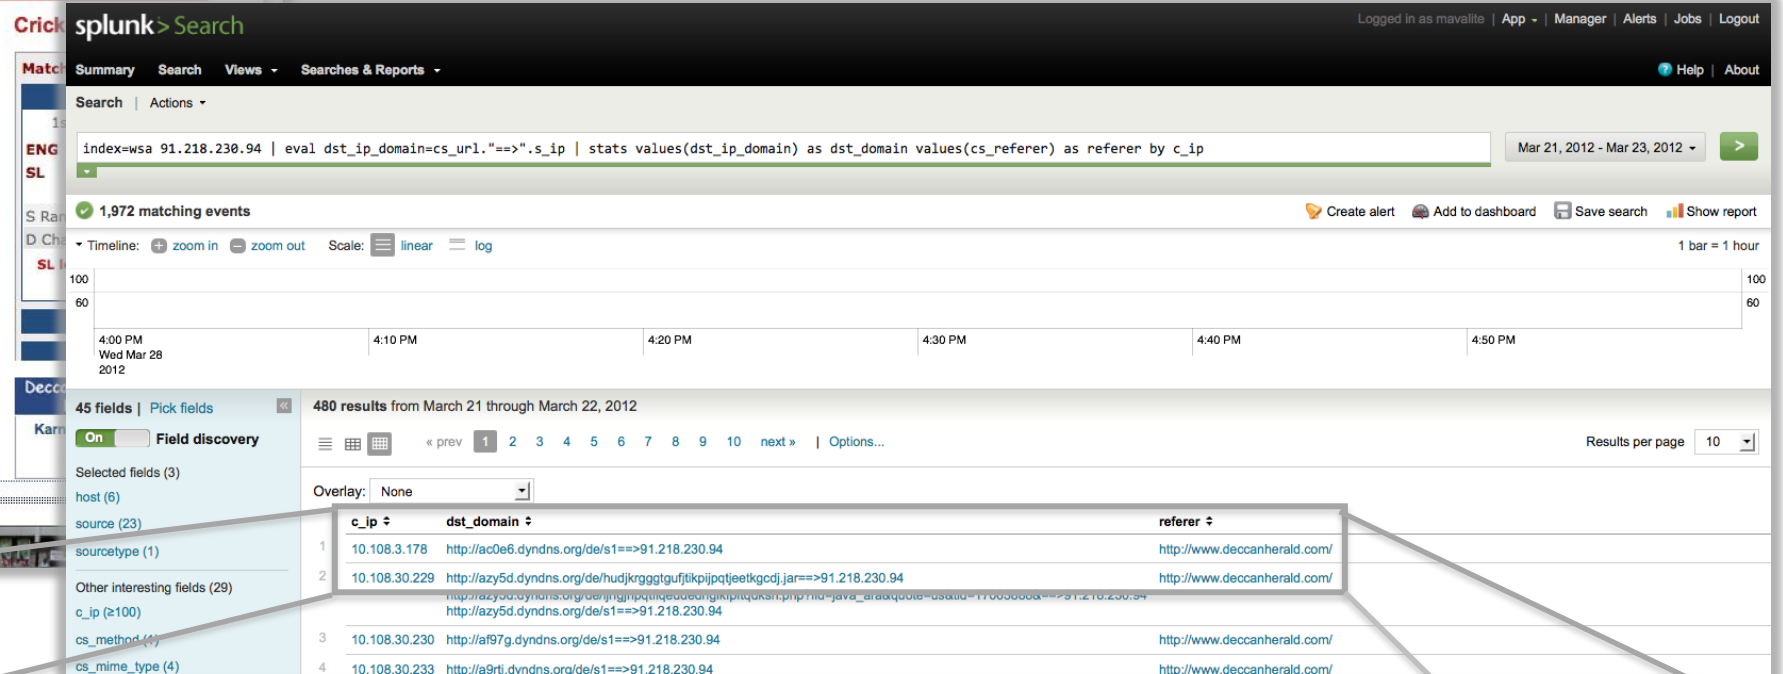 Crick
splunk> Search
Logged in as mavalite | App | Manager | Alerts | Jobs | Logout
Match
Summary Search Views Searches & Reports
Help | About
Search | Actions
1s
ENG
SL
index=wsa 91.218.230.94 | eval dst_ip_domain=cs_url."==>".s_ip | stats values(dst_ip_domain) as dst_domain values(cs_referer) as referer by c_ip
Mar 21, 2012 - Mar 23, 2012
>
S Ran
D Cha
SL
1,972 matching events
Create alert Add to dashboard Save search Show report
Timeline: zoom in zoom out Scale: linear log
1 bar = 1 hour
100 100
60 60
4:00 PM 4:10 PM 4:20 PM 4:30 PM 4:40 PM 4:50 PM
Wed Mar 28
2012
Decca
Karn
45 fields | Pick fields «
On Field discovery
Selected fields (3)
host (6)
source (23)
sourcetype (1)
Other interesting fields (29)
c_ip (≥100)
cs_method (4)
cs_mime_type (4)
480 results from March 21 through March 22, 2012
« prev 1 2 3 4 5 6 7 8 9 10 next » | Options...
Results per page 10
Overlay: None
c_ip dst_domain referer
1 10.108.3.178 http://ac0e6.dyndns.org/de/s1==>91.218.230.94 http://www.deccanherald.com/
2 10.108.30.229 http://azy5d.dyndns.org/de/hudjkrgggtgufjtikpijpqtjeetkgcdj.jar==>91.218.230.94 http://www.deccanherald.com/
http://azy5d.dyndns.org/de/s1==>91.218.230.94
3 10.108.30.230 http://af97g.dyndns.org/de/s1==>91.218.230.94 http://www.deccanherald.com/
4 10.108.30.233 http://a9rti.dyndns.org/de/s1==>91.218.230.94 http://www.deccanherald.com/